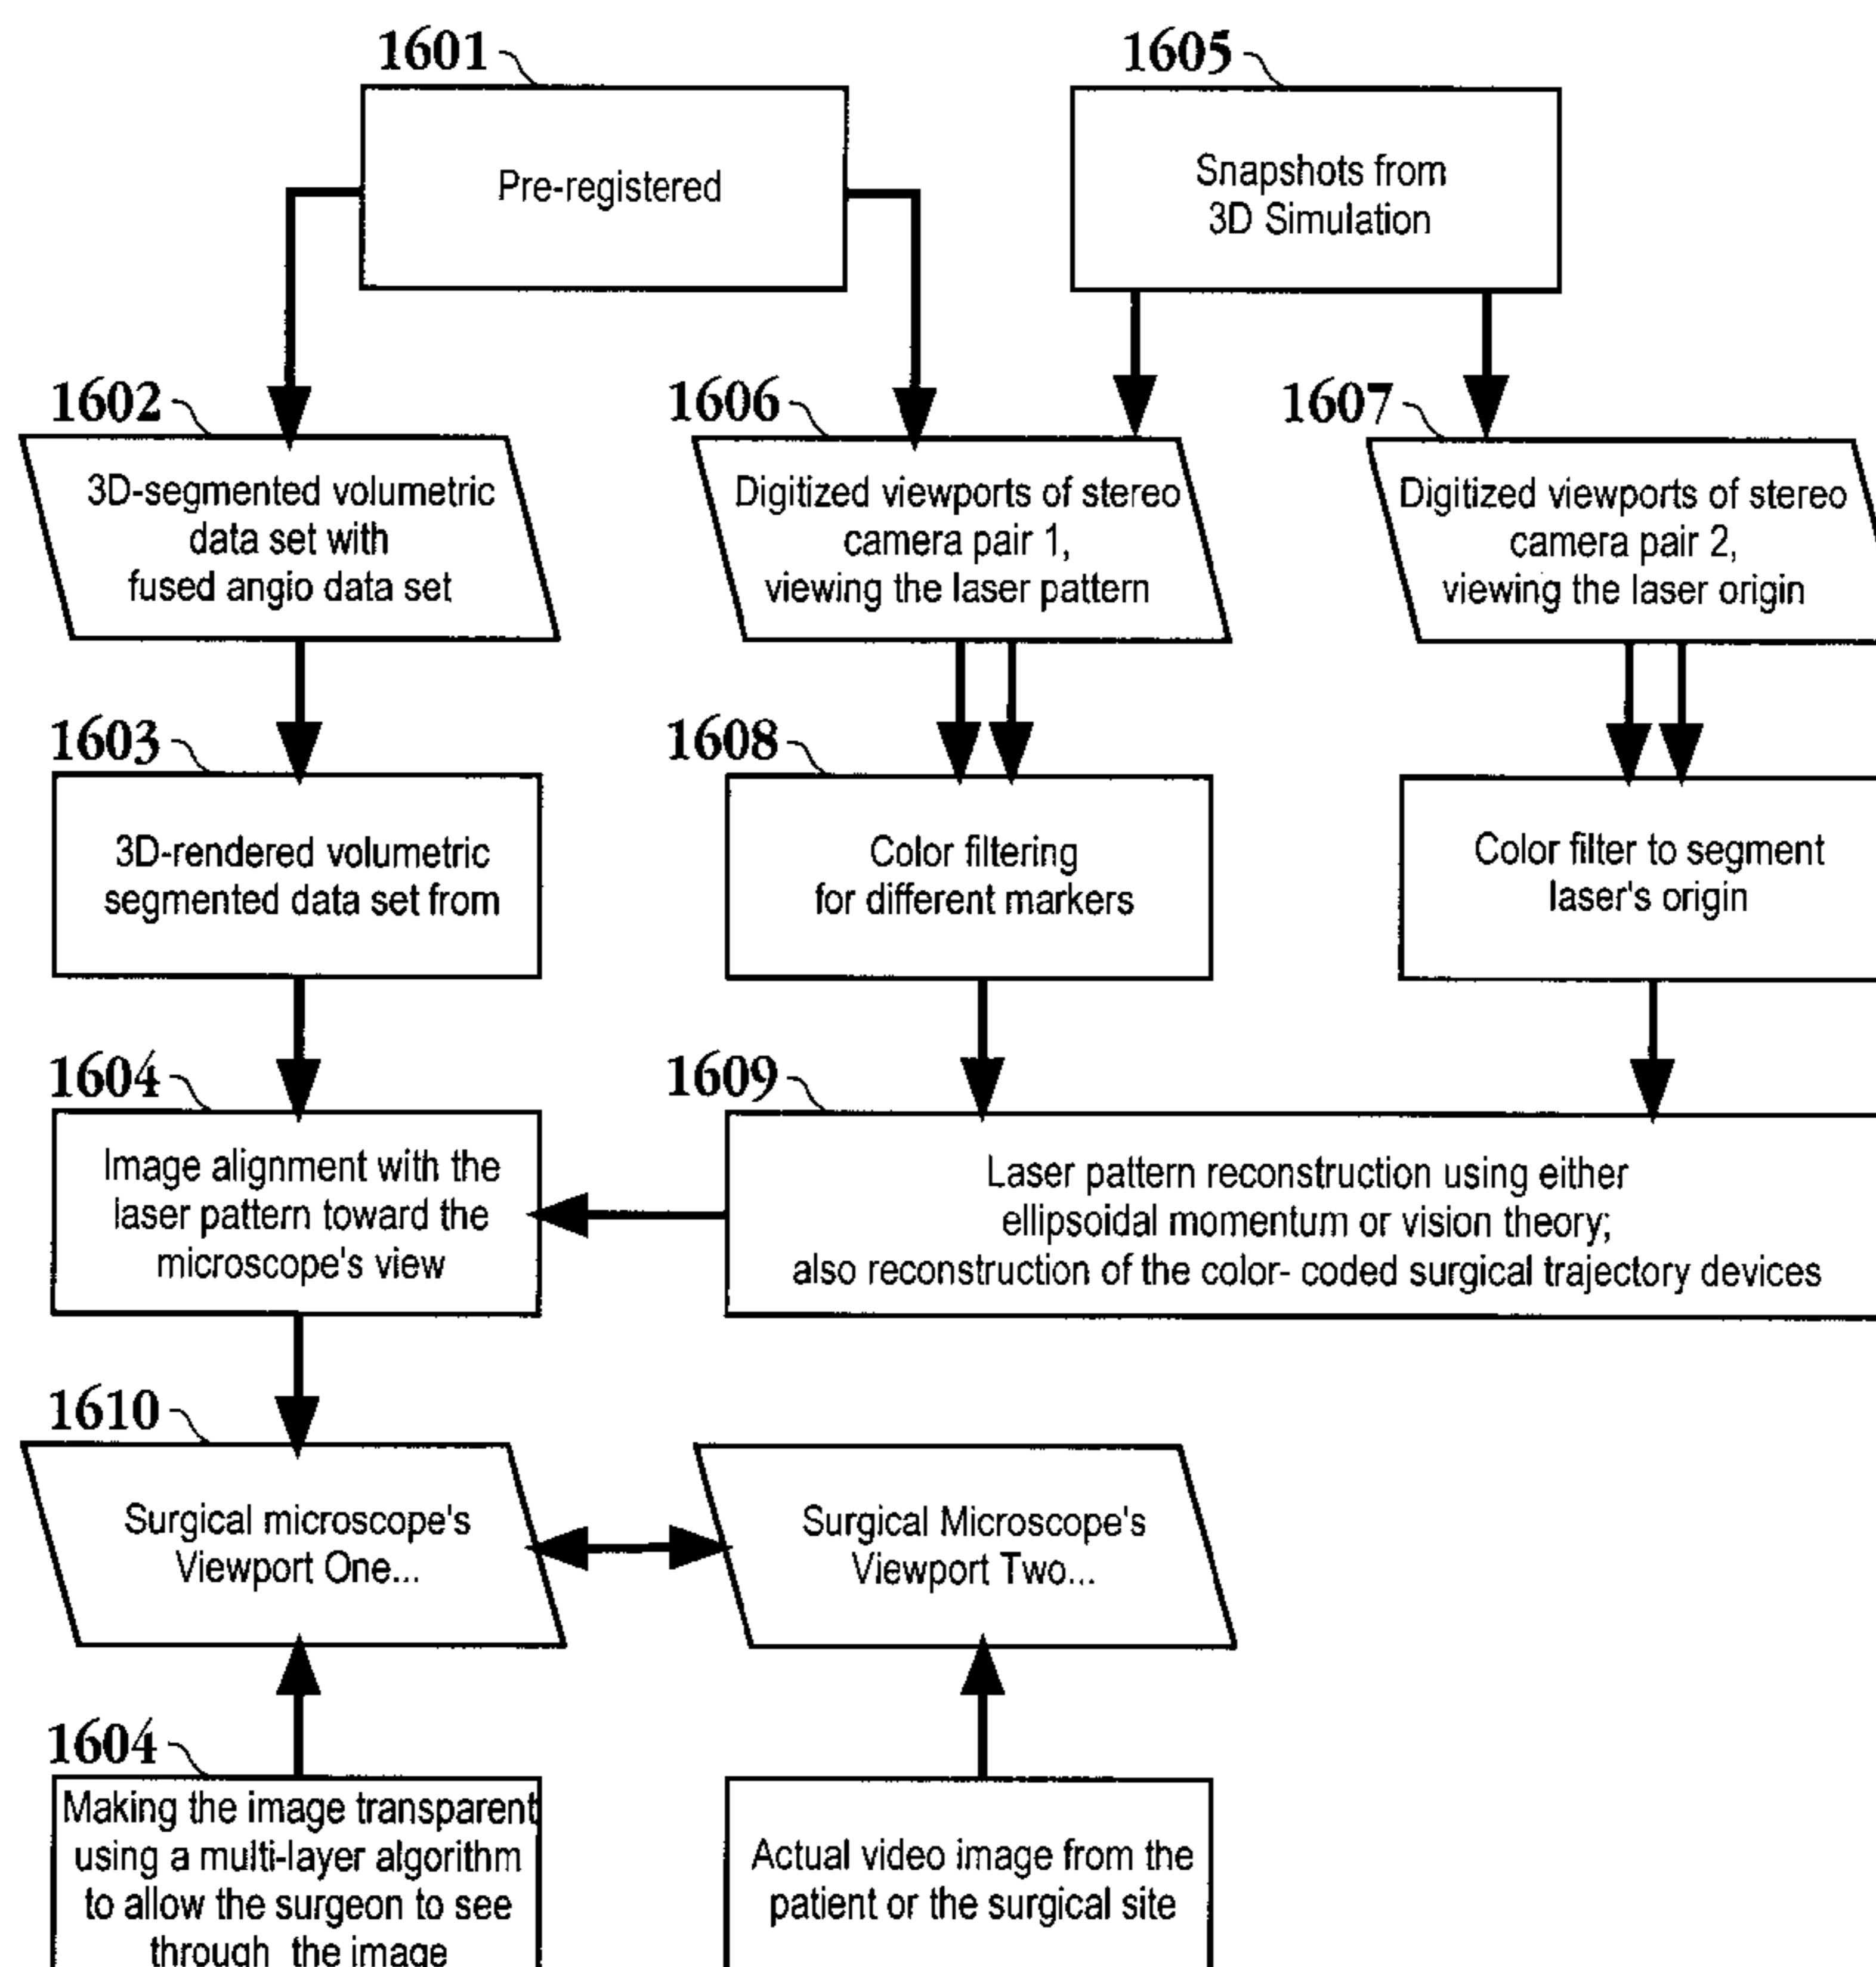 1601
Pre-registered
1605
Snapshots from
3D Simulation
1602
3D-segmented volumetric
data set with
fused angio data set
1606
Digitized viewports of stereo
camera pair 1,
viewing the laser pattern
1607
Digitized viewports of stereo
camera pair 2,
viewing the laser origin
1603
3D-rendered volumetric
segmented data set from
1608
Color filtering
for different markers
Color filter to segment
laser's origin
1604
Image alignment with the
laser pattern toward the
microscope's view
1609
Laser pattern reconstruction using either
ellipsoidal momentum or vision theory;
also reconstruction of the color- coded surgical trajectory devices
1610
Surgical microscope's
Viewport One...
Surgical Microscope's
Viewport Two...
1604
Making the image transparent
using a multi-layer algorithm
to allow the surgeon to see
through the image
Actual video image from the
patient or the surgical site